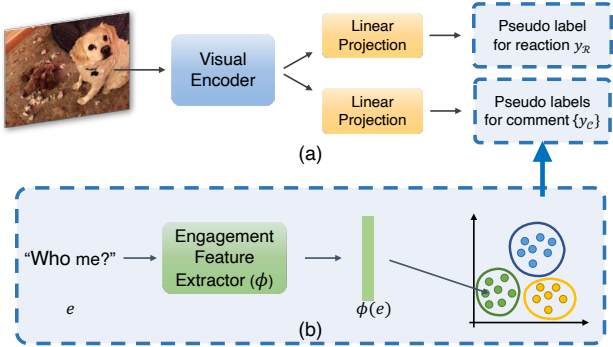 Visual
Encoder
Linear
Projection
Pseudo label
for reaction y_ℛ
Linear
Projection
Pseudo labels
for comment {y_𝒞}
(a)
“Who me?”
Engagement
Feature
Extractor (ϕ)
e
ϕ(e)
(b)